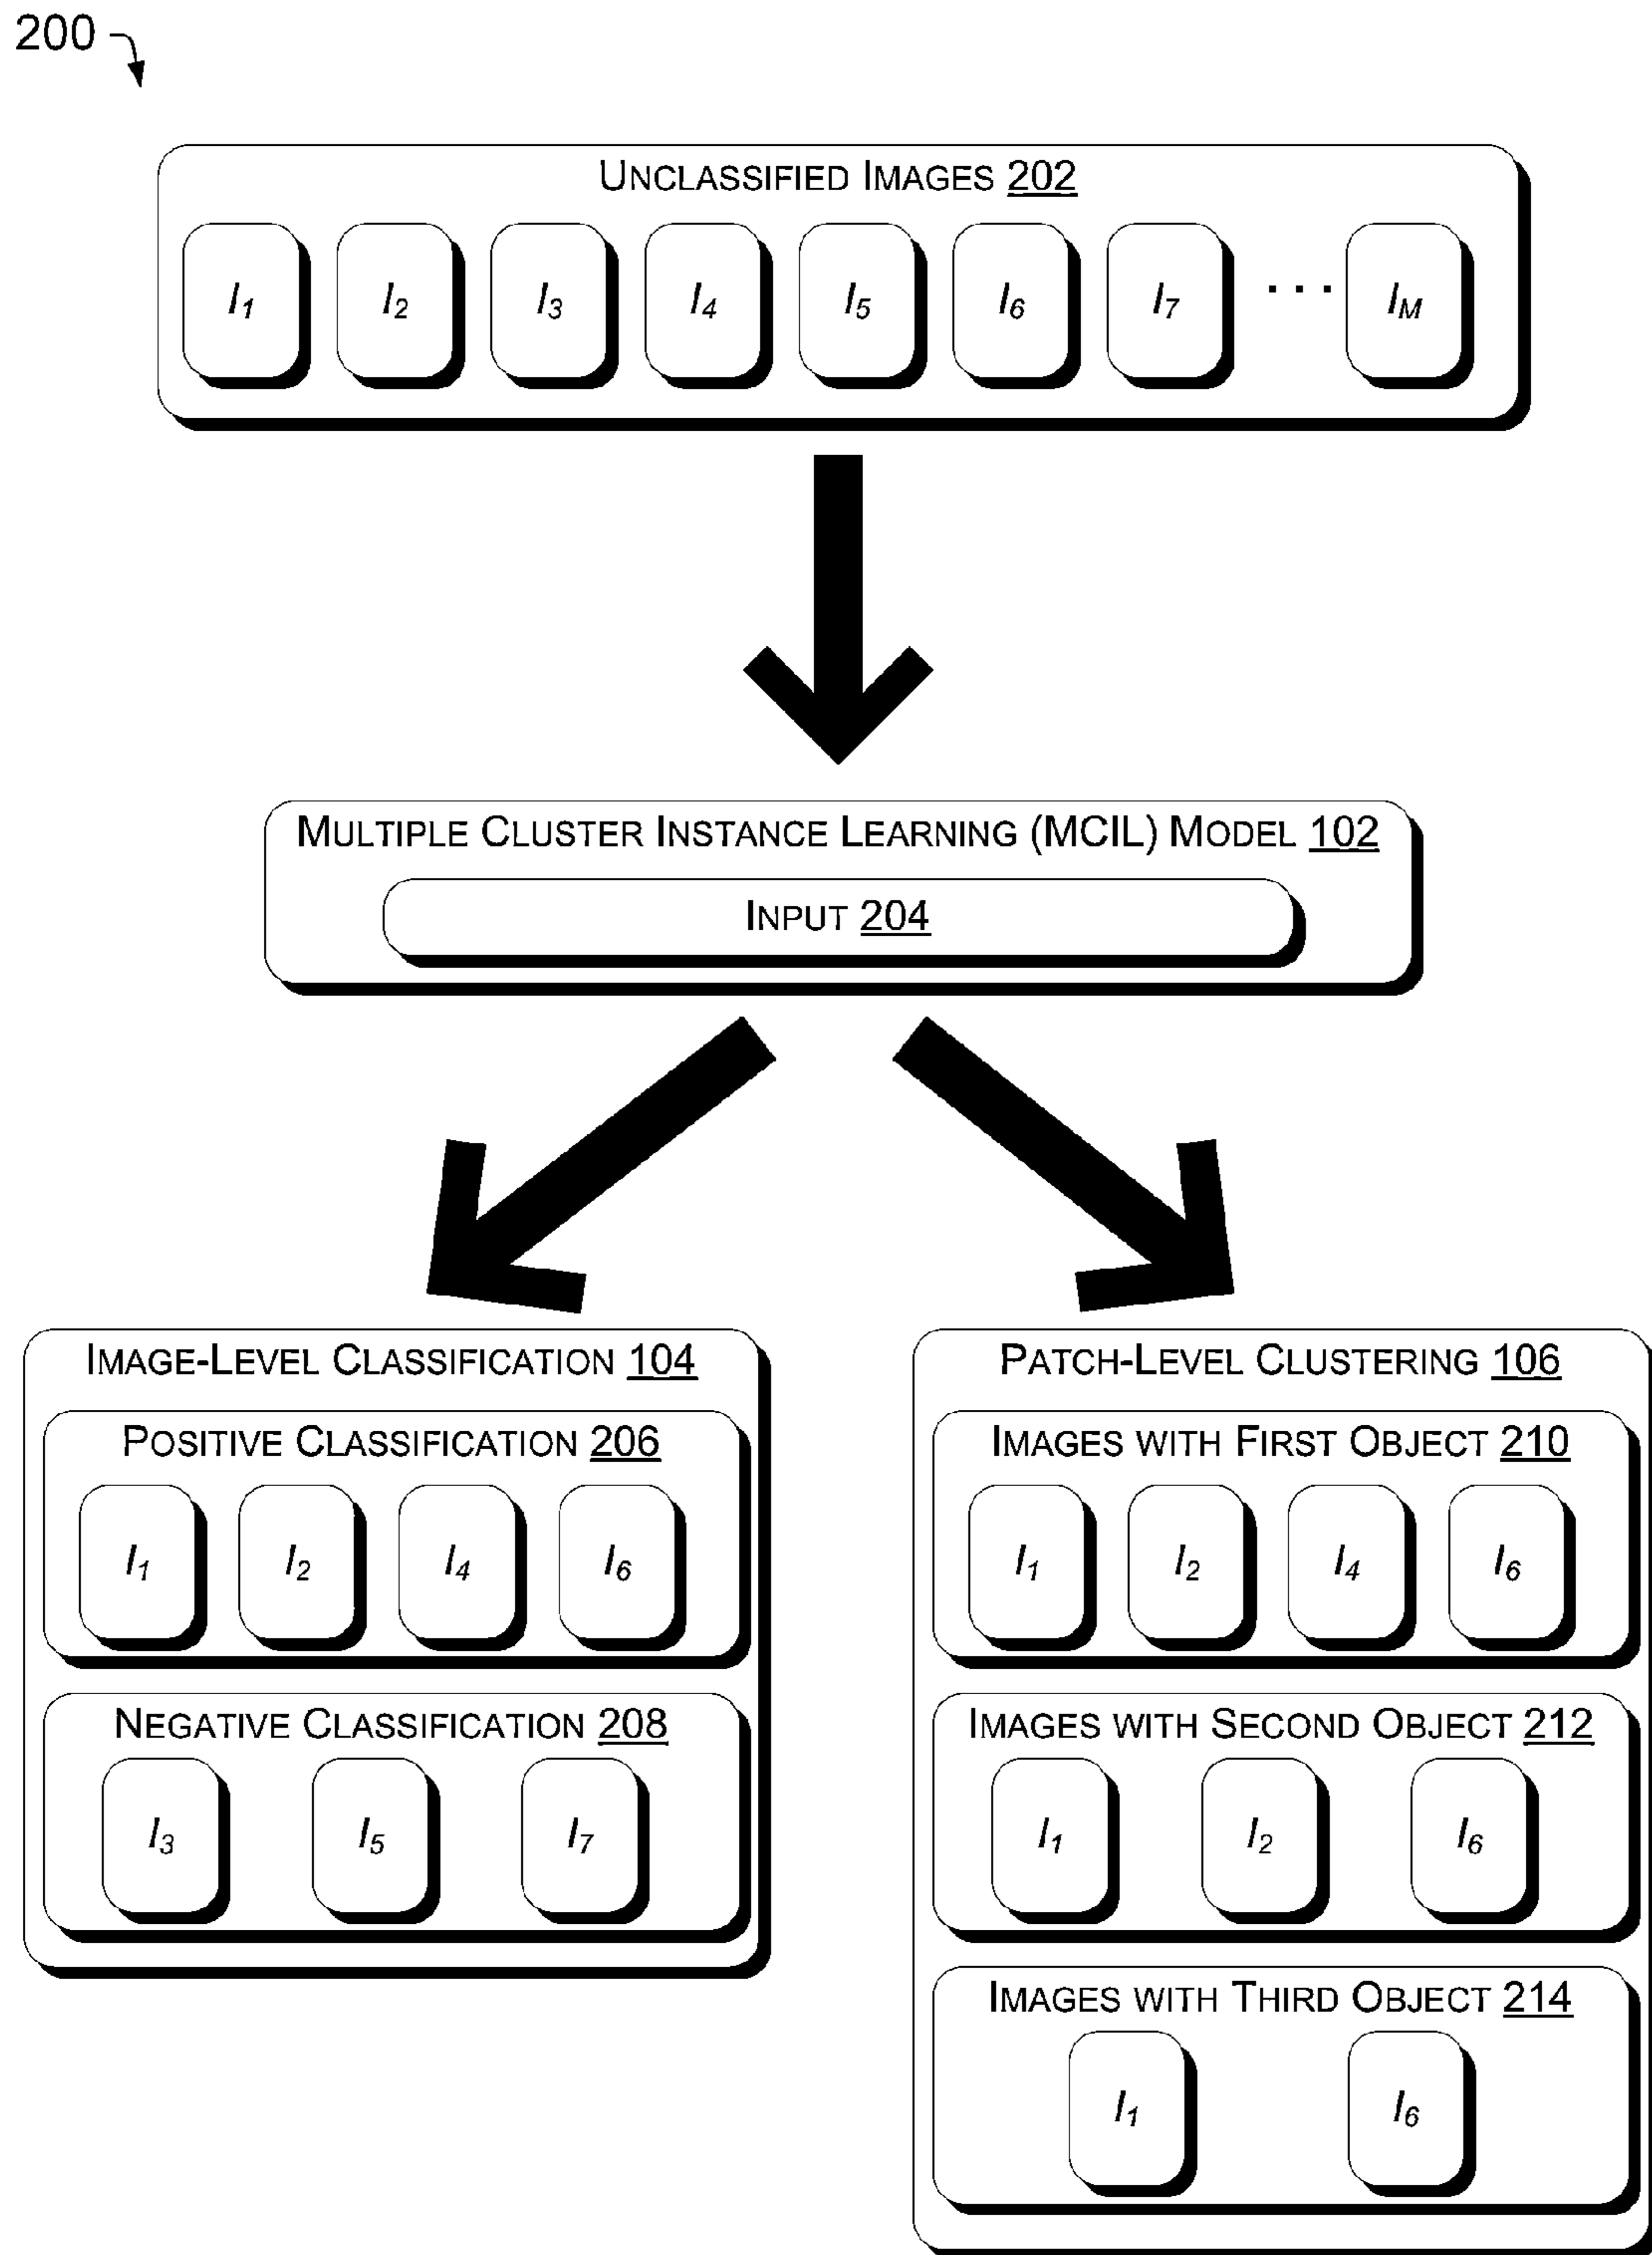 200
UNCLASSIFIED IMAGES 202
I1 I2 I3 I4 I5 I6 I7 ... IM
MULTIPLE CLUSTER INSTANCE LEARNING (MCIL) MODEL 102
INPUT 204
IMAGE-LEVEL CLASSIFICATION 104
POSITIVE CLASSIFICATION 206
I1 I2 I4 I6
NEGATIVE CLASSIFICATION 208
I3 I5 I7
PATCH-LEVEL CLUSTERING 106
IMAGES WITH FIRST OBJECT 210
I1 I2 I4 I6
IMAGES WITH SECOND OBJECT 212
I1 I2 I6
IMAGES WITH THIRD OBJECT 214
I1 I6